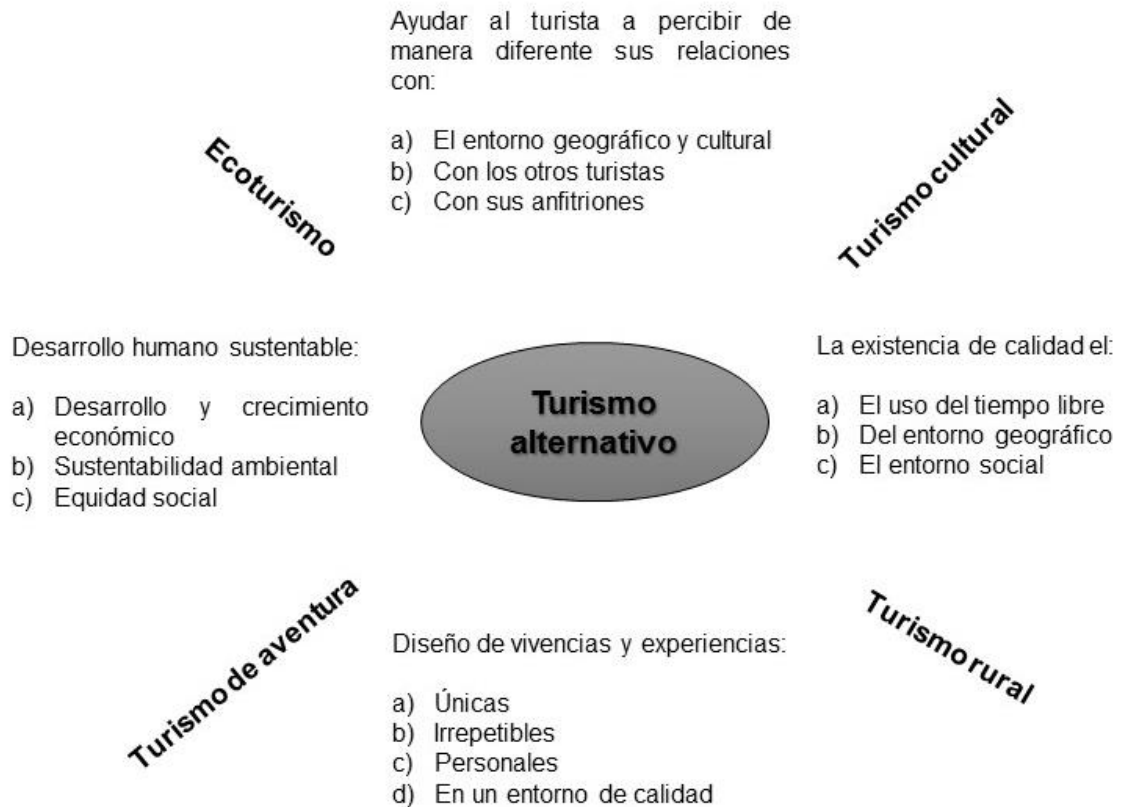 Ayudar al turista a percibir de
manera diferente sus relaciones
con:
a) El entorno geográfico y cultural
b) Con los otros turistas
c) Con sus anfitriones
Ecoturismo
Turismo cultural
Desarrollo humano sustentable:
a) Desarrollo y crecimiento
económico
b) Sustentabilidad ambiental
c) Equidad social
Turismo
alternativo
La existencia de calidad el:
a) El uso del tiempo libre
b) Del entorno geográfico
c) El entorno social
Turismo de aventura
Diseño de vivencias y experiencias:
a) Únicas
b) Irrepetibles
c) Personales
d) En un entorno de calidad
Turismo rural